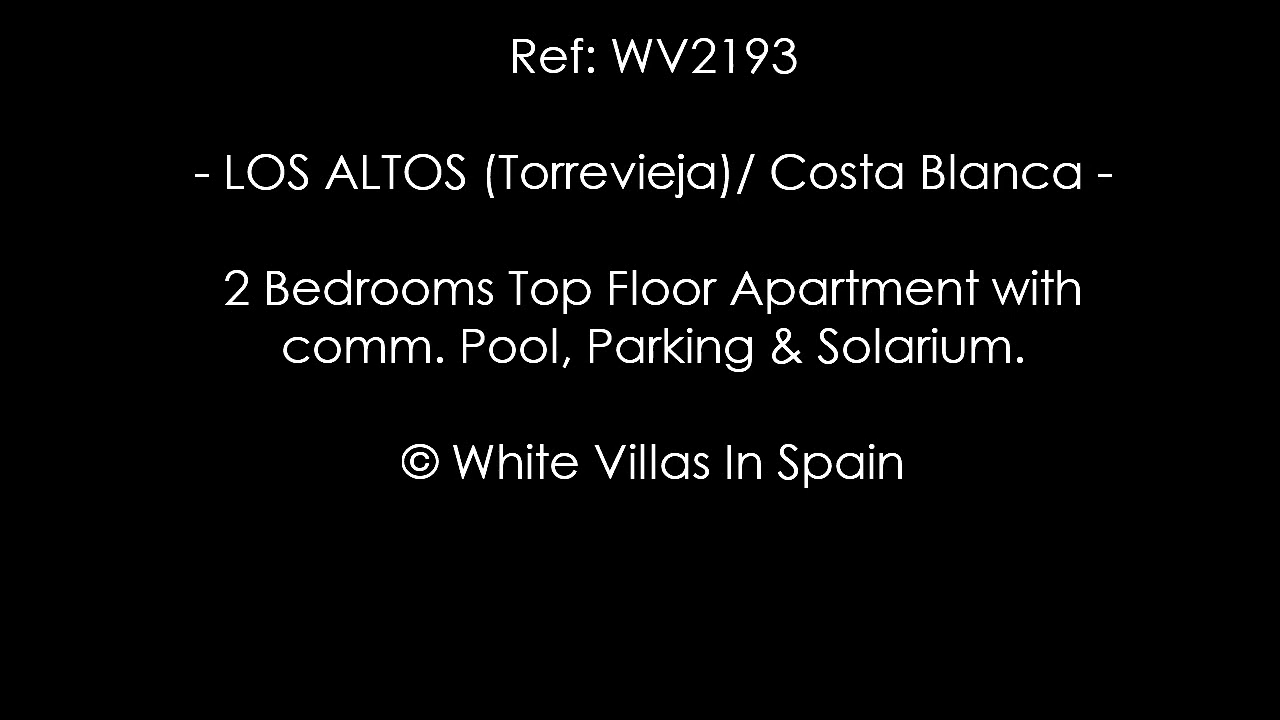 Ref: WV2193
- LOS ALTOS (Torrevieja)/ Costa Blanca -
2 Bedrooms Top Floor Apartment with
comm. Pool, Parking & Solarium.
© White Villas In Spain